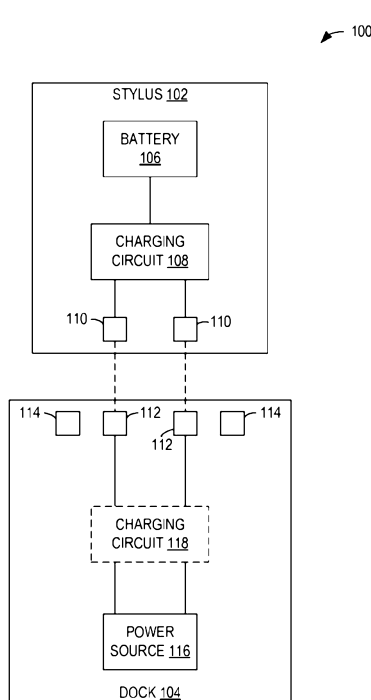 100
STYLUS 102
BATTERY
106
CHARGING
CIRCUIT 108
110
110
114
112
112
114
CHARGING
CIRCUIT 118
POWER
SOURCE 116
DOCK 104